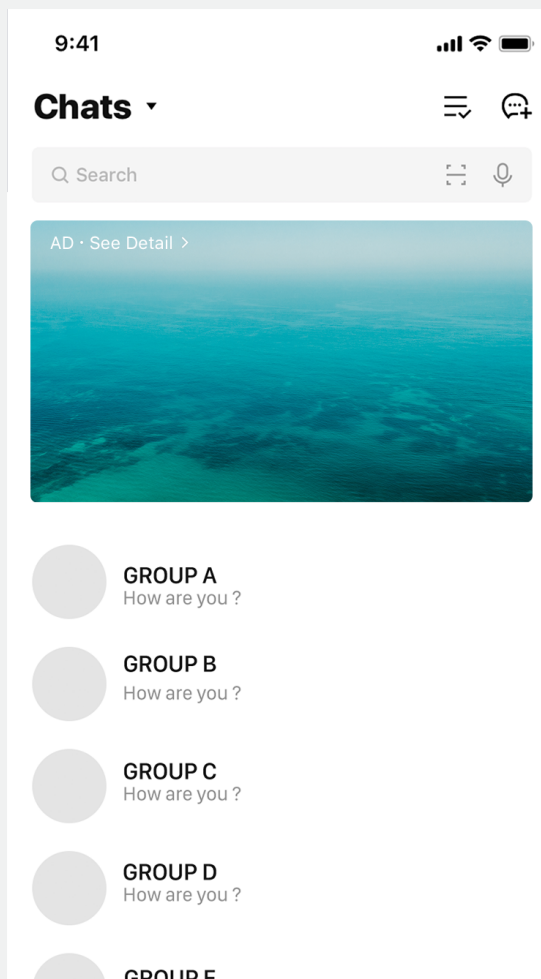 9:41
Chats
Search
AD · See Detail >
GROUP A
How are you ?
GROUP B
How are you ?
GROUP C
How are you ?
GROUP D
How are you ?
GROUP